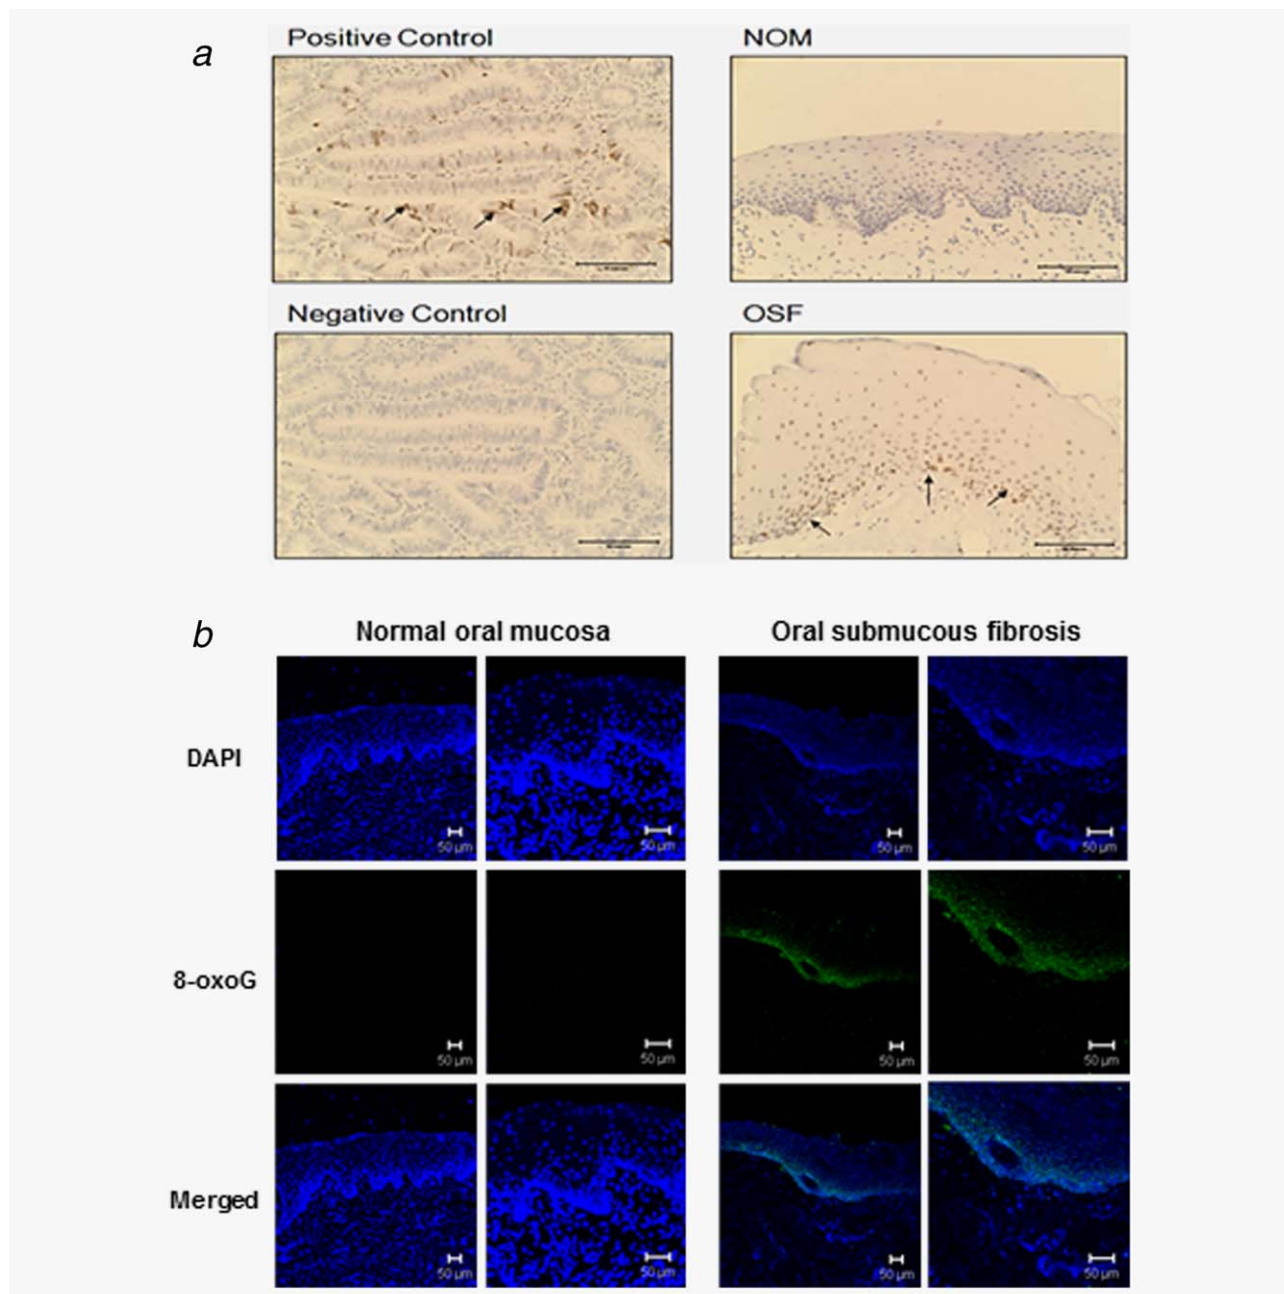 a
Positive Control
NOM
Negative Control
OSF
b
Normal oral mucosa
Oral submucous fibrosis
DAPI
50 µm
50 µm
50 µm
50 µm
8-oxoG
50 µm
50 µm
50 µm
50 µm
Merged
50 µm
50 µm
50 µm
50 µm